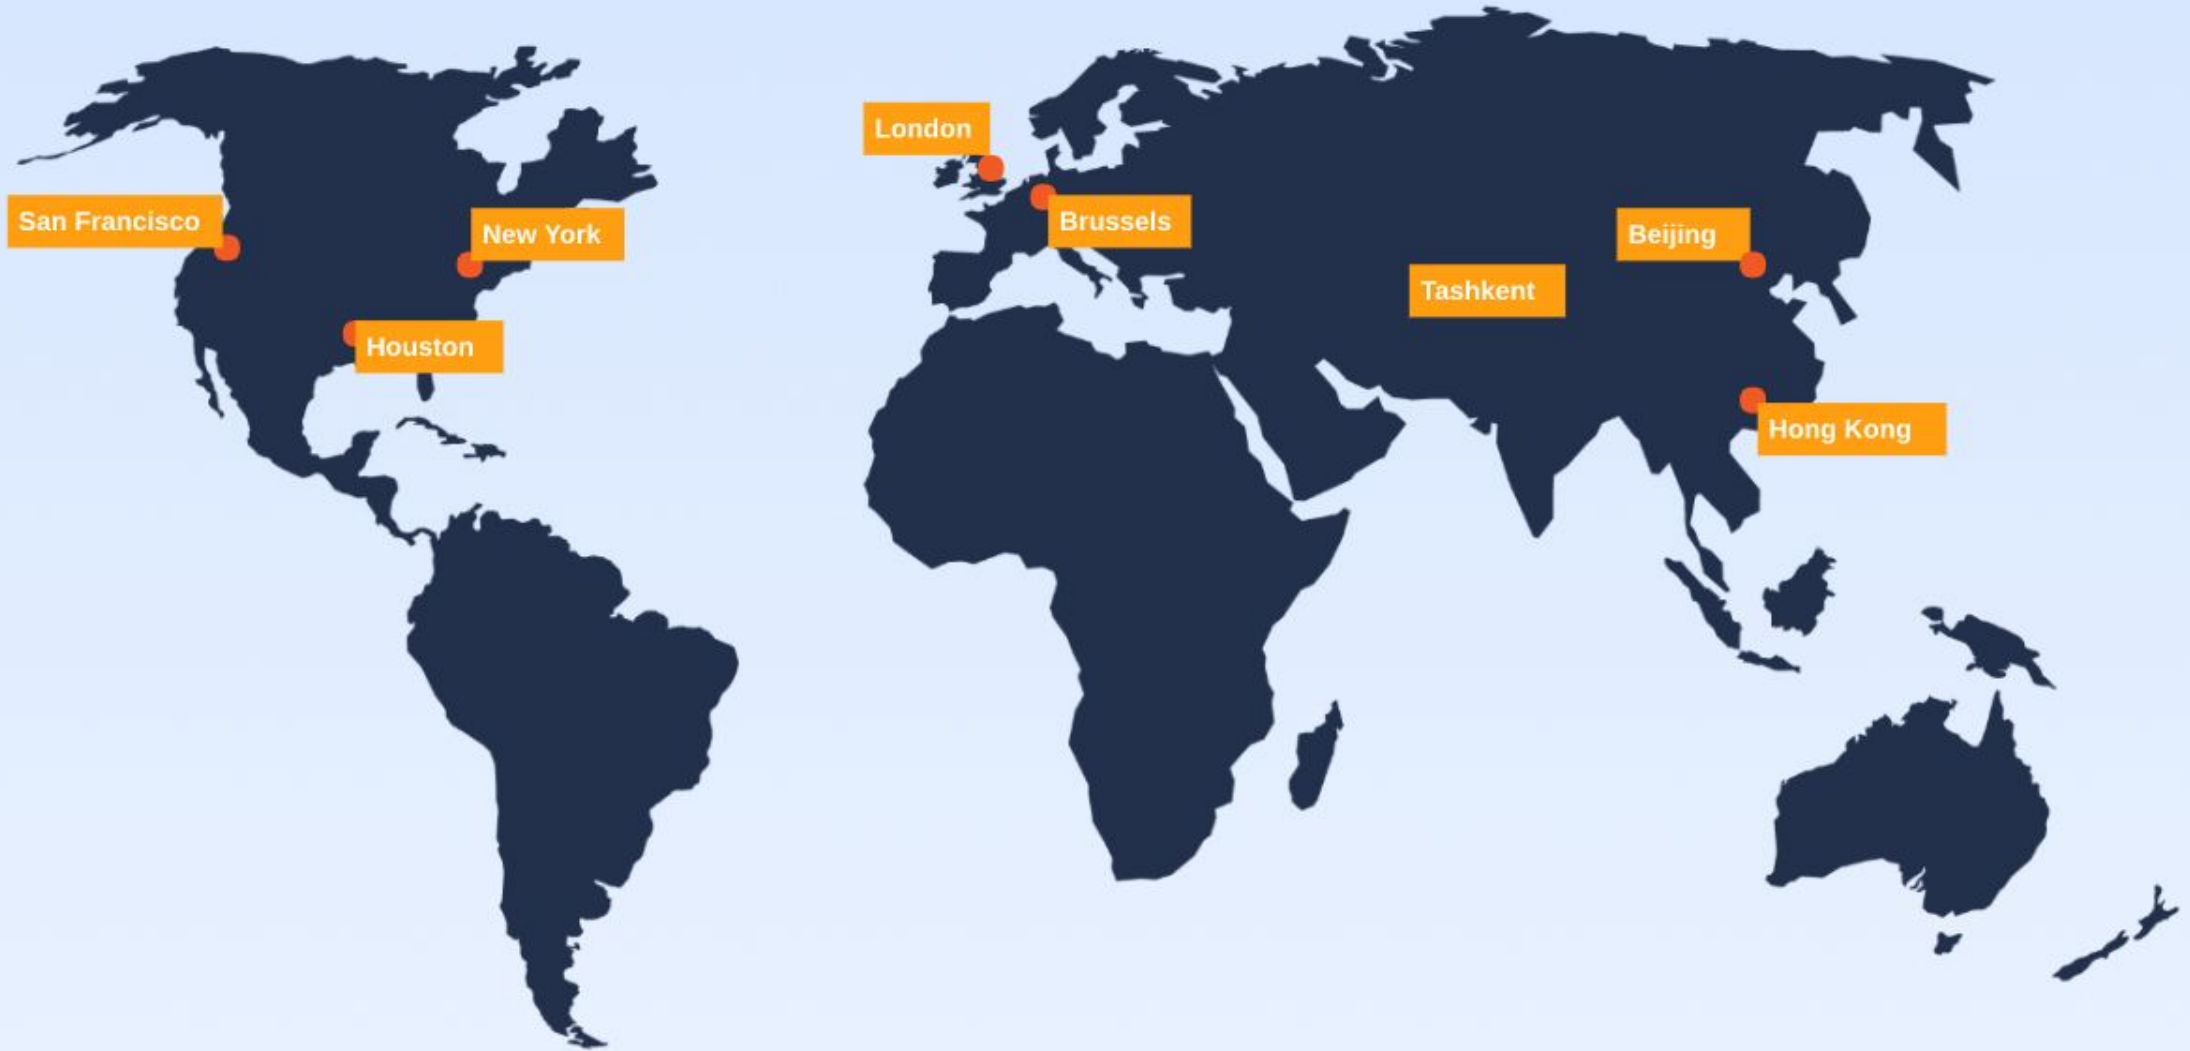 London
San Francisco
Brussels
New York
Beijing
Tashkent
Houston
Hong Kong